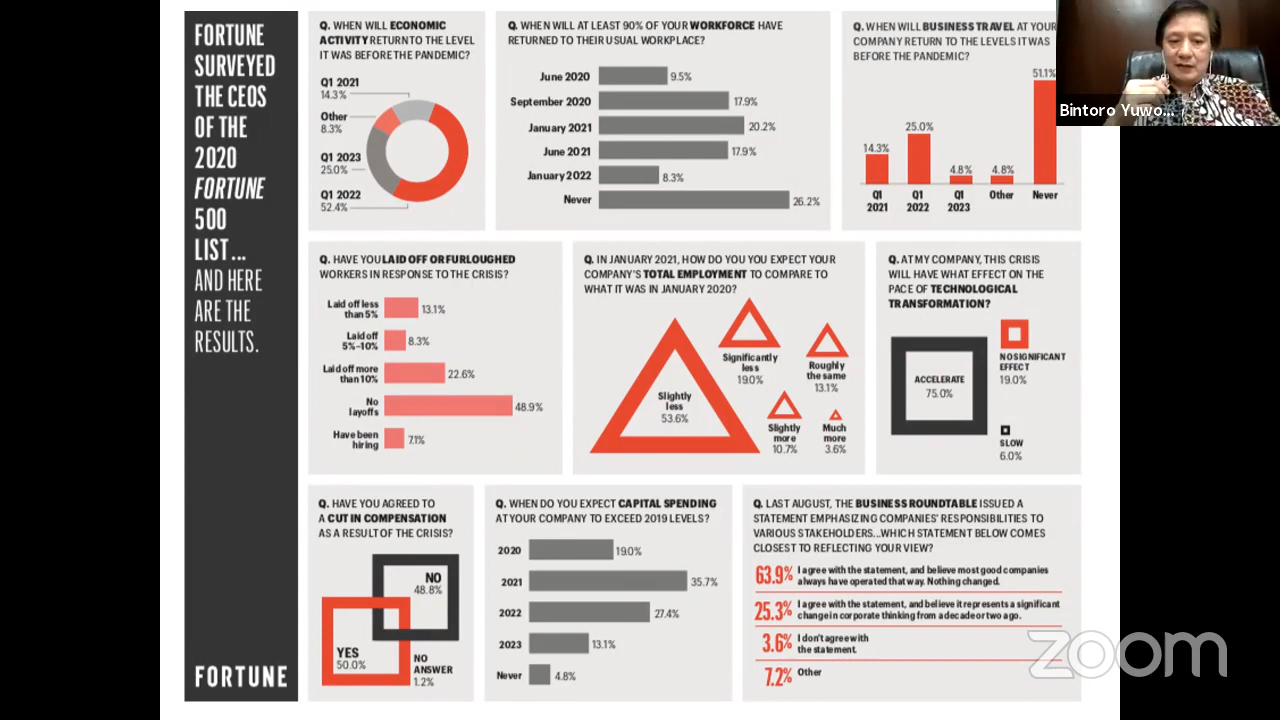 FORTUNE
SURVEYED
THE CEOS
OF THE
2020
FORTUNE
500
LIST...
AND HERE
ARE THE
RESULTS.
FORTUNE
Q. WHEN WILL ECONOMIC
ACTIVITY RETURN TO THE LEVEL
IT WAS BEFORE THE PANDEMIC?
Q1 2021
14.3%
Other
8.3%
Q1 2023
25.0%
Q1 2022
52.4%
Q. WHEN WILL AT LEAST 90% OF YOUR WORKFORCE HAVE
RETURNED TO THEIR USUAL WORKPLACE?
June 2020 9.5%
September 2020 17.9%
January 2021 20.2%
June 2021 17.9%
January 2022 8.3%
Never 26.2%
Q. WHEN WILL BUSINESS TRAVEL AT YOUR
COMPANY RETURN TO THE LEVELS IT WAS
BEFORE THE PANDEMIC?
14.3% 25.0% 4.8% 4.8% 51.1%
Q1 Q1 Q1 Other Never
2021 2022 2023
Bintoro Yuwo...
Q. HAVE YOU LAID OFF OR FURLOUGHED
WORKERS IN RESPONSE TO THE CRISIS?
Laid off less
than 5% 13.1%
Laid off
5%-10% 8.3%
Laid off more
than 10% 22.6%
No
layoffs 48.9%
Have been
hiring 7.1%
Q. IN JANUARY 2021, HOW DO YOU YOU EXPECT YOUR
COMPANY'S TOTAL EMPLOYMENT TO COMPARE TO
WHAT IT WAS IN JANUARY 2020?
Slightly
less
53.6%
Significantly
less
19.0%
Roughly
the same
13.1%
Slightly
more
10.7%
Much
more
3.6%
Q. AT MY COMPANY, THIS CRISIS
WILL HAVE WHAT EFFECT ON THE
PACE OF TECHNOLOGICAL
TRANSFORMATION?
ACCELERATE
75.0%
NO SIGNIFICANT
EFFECT
19.0%
SLOW
6.0%
Q. HAVE YOU AGREED TO
A CUT IN COMPENSATION
AS A RESULT OF THE CRISIS?
NO
48.8%
YES
50.0%
NO
ANSWER
1.2%
Q. WHEN DO YOU EXPECT CAPITAL SPENDING
AT YOUR COMPANY TO EXCEED 2019 LEVELS?
2020 19.0%
2021 35.7%
2022 27.4%
2023 13.1%
Never 4.8%
Q. LAST AUGUST, THE BUSINESS ROUNDTABLE ISSUED A
STATEMENT EMPHASIZING COMPANIES' RESPONSIBILITIES TO
VARIOUS STAKEHOLDERS...WHICH STATEMENT BELOW COMES
CLOSEST TO REFLECTING YOUR VIEW?
63.9% I agree with the statement, and believe most good companies
always have operated that way. Nothing changed.
25.3% I agree with the statement, and believe it represents a significant
change in corporate thinking from a decade or two ago.
3.6% I don't agree with
the statement.
7.2% Other
zoom